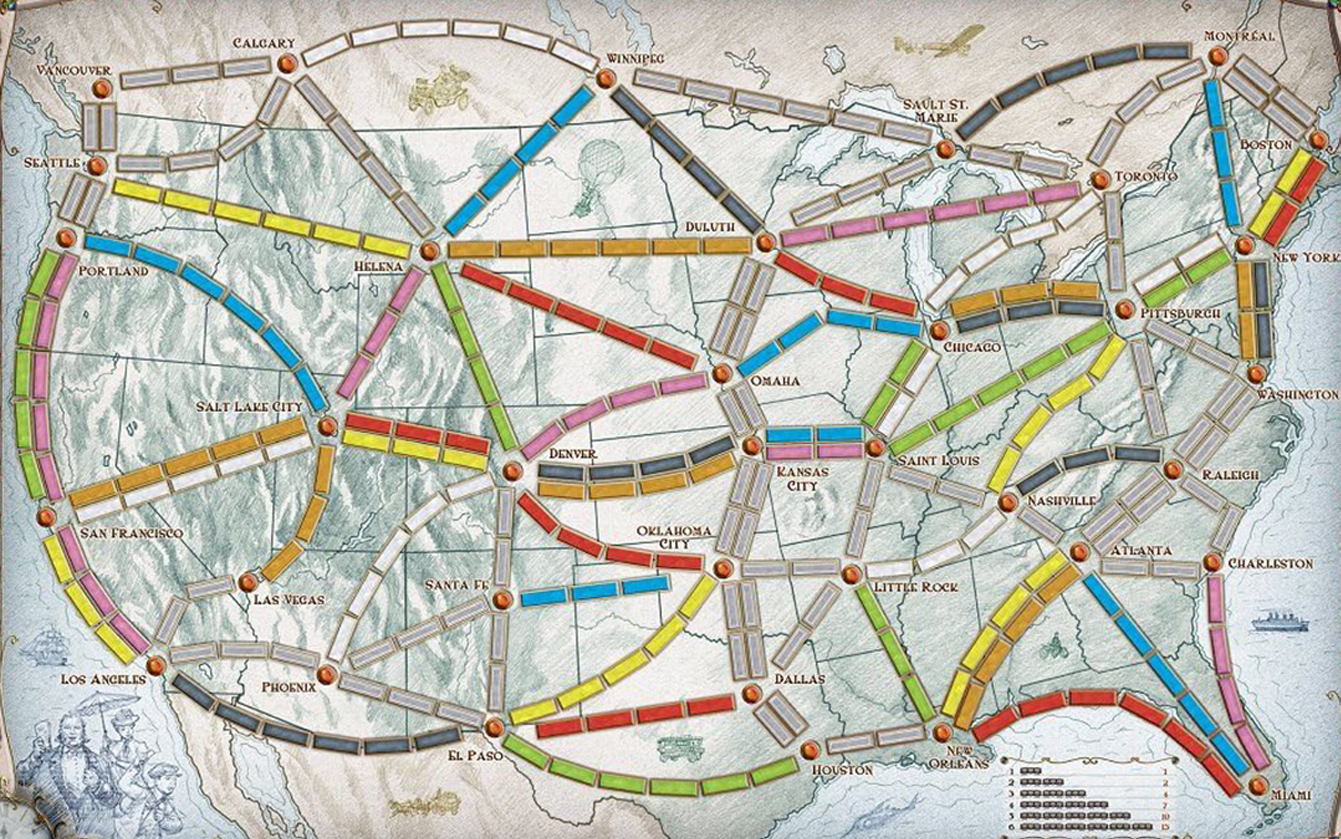 CALGARY
VANCOUVER
WINNIPEG
MONTRÉAL
SAULT ST.
MARIE
SEATTLE
BOSTON
TORONTO
DULUTH
PORTLAND
HELENA
NEW YORK
PITTSBURGH
CHICAGO
OMAHA
SALT LAKE CITY
WASHINGTON
DENVER
KANSAS
CITY
SAINT LOUIS
RALEIGH
NASHVILLE
SAN FRANCISCO
OKLAHOMA
CITY
ATLANTA
CHARLESTON
SANTA FE
LITTLE ROCK
LAS VEGAS
LOS ANGELES
PHOENIX
DALLAS
EL PASO
HOUSTON
NEW
ORLEANS
MIAMI
1 1
2 2
3 4
4 7
5 10
6 15